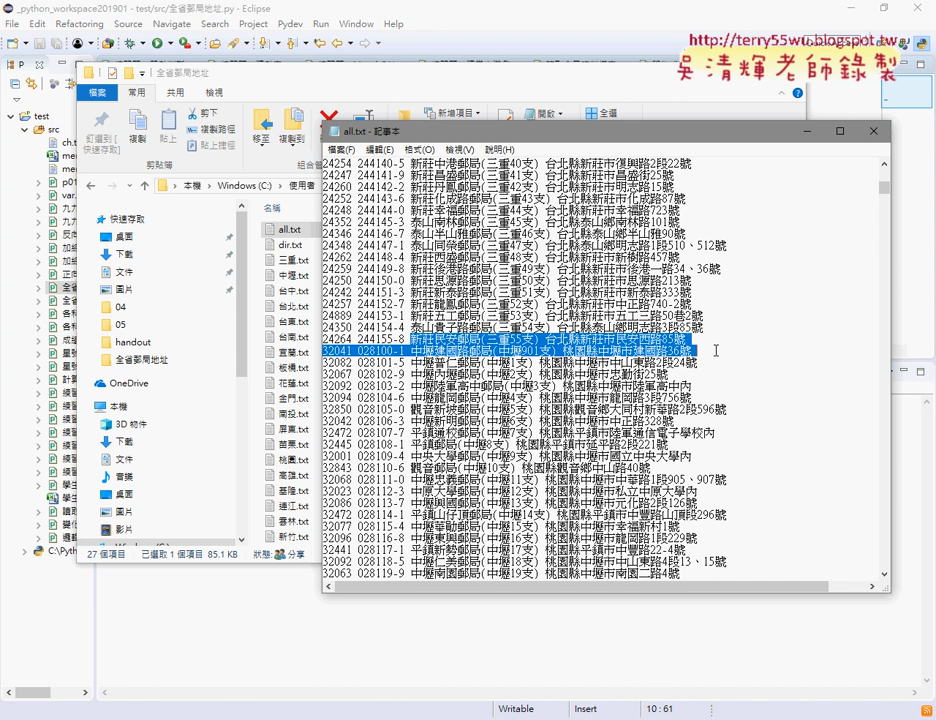 _python_workspace201901 - test/src/全省郵局地址.py - Eclipse
File Edit Refactoring Source Navigate Search Project Pydev Run Window Help
http://terry55wu.blogspot.tw
吳清輝老師錄製
全省郵局地址
檔案 常用 共用 檢視
釘選到 [快速存取]
複製
貼上
剪下
複製路徑
貼上捷徑
剪貼簿
移至
複製到
新增項目
開啟
全選
本機 Windows (C:) 使用者
test
src
快速存取
桌面
下載
文件
圖片
04
05
handout
全省郵局地址
OneDrive
本機
3D 物件
下載
文件
音樂
桌面
圖片
影片
名稱
all.txt
dir.txt
三重.txt
中壢.txt
台中.txt
台北.txt
台東.txt
台南.txt
宜蘭.txt
板橋.txt
花蓮.txt
金門.txt
南投.txt
屏東.txt
苗栗.txt
桃園.txt
高雄.txt
基隆.txt
連江.txt
雲林.txt
新竹.txt
27 個項目 已選取 1 個項目 85.1 KB 狀態: 分享
all.txt - 記事本
檔案(F) 編輯(E) 格式(O) 檢視(V) 說明(H)
24254 244140-5 新莊中港郵局(三重40支) 台北縣新莊市復興路2段22號
24247 244141-9 新莊昌盛郵局(三重41支) 台北縣新莊市昌盛街25號
24260 244142-2 新莊丹鳳郵局(三重42支) 台北縣新莊市明志路15號
24252 244143-6 新莊化成路郵局(三重43支) 台北縣新莊市化成路87號
24248 244144-0 新莊幸福郵局(三重44支) 台北縣新莊市幸福路723號
24352 244145-3 泰山南林郵局(三重45支) 台北縣泰山鄉南林路101號
24346 244146-7 泰山半山雅郵局(三重46支) 台北縣泰山鄉半山雅90號
24348 244147-1 泰山同榮郵局(三重47支) 台北縣泰山鄉明志路1段510、512號
24262 244148-4 新莊西盛郵局(三重48支) 台北縣新莊市新樹路457號
24259 244149-8 新莊後港路郵局(三重49支) 台北縣新莊市後港一路34、36號
24250 244150-0 新莊思源郵局(三重50支) 台北縣新莊市思源路213號
24242 244151-3 新莊新泰路郵局(三重51支) 台北縣新莊市新泰路333號
24257 244152-7 新莊龍鳳郵局(三重52支) 台北縣新莊市中正路740-2號
24889 244153-1 新莊五工郵局(三重53支) 台北縣新莊市五工三路50巷2號
24350 244154-4 泰山貴子路郵局(三重54支) 台北縣泰山鄉明志路3段85號
24264 244155-8 新莊民安郵局(三重55支) 台北縣新莊市民安西路85號
32041 028100-1 中壢建國路郵局(中壢901支) 桃園縣中壢市建國路36號
32082 028101-5 中壢普仁郵局(中壢1支) 桃園縣中壢市中山東路2段24號
32067 028102-9 中壢內壢郵局(中壢2支) 桃園縣中壢市忠勤街25號
32092 028103-2 中壢陸軍高中郵局(中壢3支) 桃園縣中壢市陸軍高中內
32094 028104-6 中壢龍岡郵局(中壢4支) 桃園縣中壢市龍岡路3段756號
32850 028105-0 觀音新坡郵局(中壢5支) 桃園縣觀音鄉大同村新華路2段596號
32042 028106-3 中壢新明郵局(中壢6支) 桃園縣中壢市中正路328號
32472 028107-7 平鎮通校郵局(中壢7支) 桃園縣平鎮市陸軍通信電子學校內
32445 028108-1 平鎮郵局(中壢8支) 桃園縣平鎮市延平路2段221號
32001 028109-4 中央大學郵局(中壢9支) 桃園縣中壢市國立中央大學內
32843 028110-6 觀音郵局(中壢10支) 桃園縣觀音鄉中山路40號
32068 028111-0 中壢忠義郵局(中壢11支) 桃園縣中壢市中華路1段905、907號
32023 028112-3 中原大學郵局(中壢12支) 桃園縣中壢市私立中原大學內
32086 028113-7 中壢興國郵局(中壢13支) 桃園縣中壢市元化路2段126號
32472 028114-1 平鎮山仔頂郵局(中壢14支) 桃園縣平鎮市中豐路山頂段296號
32077 028115-4 中壢華勛郵局(中壢15支) 桃園縣中壢市幸福新村1號
32096 028116-8 中壢東興郵局(中壢16支) 桃園縣中壢市龍岡路1段229號
32441 028117-1 平鎮新勢郵局(中壢17支) 桃園縣平鎮市中豐路22-4號
32092 028118-5 中壢仁美郵局(中壢18支) 桃園縣中壢市中山東路4段13、15號
32063 028119-9 中壢南園郵局(中壢19支) 桃園縣中壢市南園二路4號
Writable Insert 10 : 61